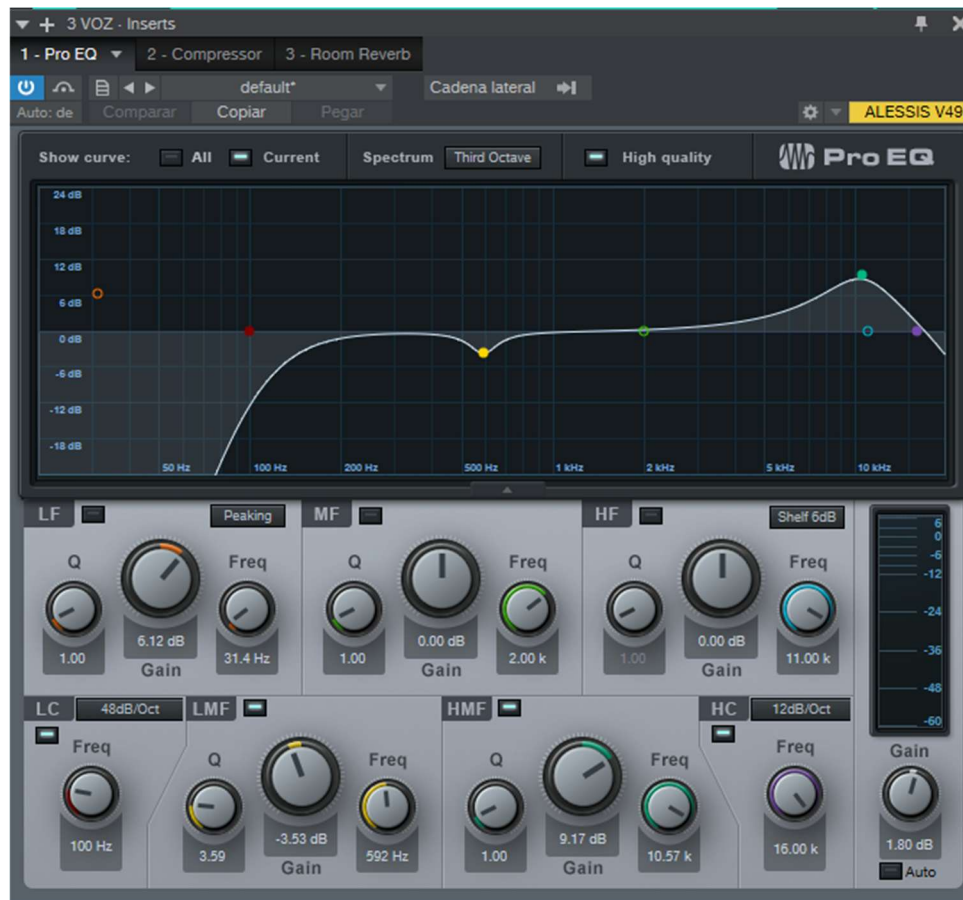 3 VOZ - Inserts
1 - Pro EQ 2 - Compressor 3 - Room Reverb
default* Cadena lateral
Auto: de Comparar Copiar Pegar ALESSIS V49
Show curve: All Current Spectrum Third Octave High quality Pro EQ
24 dB
18 dB
12 dB
6 dB
0 dB
-6 dB
-12 dB
-18 dB
50 Hz 100 Hz 200 Hz 500 Hz 1 kHz 2 kHz 5 kHz 10 kHz
LF Peaking MF HF Shelf 6dB
Q Freq Q Freq Q Freq
1.00 6.12 dB 31.4 Hz 1.00 0.00 dB 2.00 k 1.00 0.00 dB 11.00 k
Gain Gain Gain
6
0
-6
-12
-24
-36
-48
-60
LC 48dB/Oct LMF HMF HC 12dB/Oct
Freq Q Freq Q Freq Freq Gain
100 Hz 3.59 -3.53 dB 592 Hz 1.00 9.17 dB 10.57 k 16.00 k 1.80 dB
Gain Gain Auto